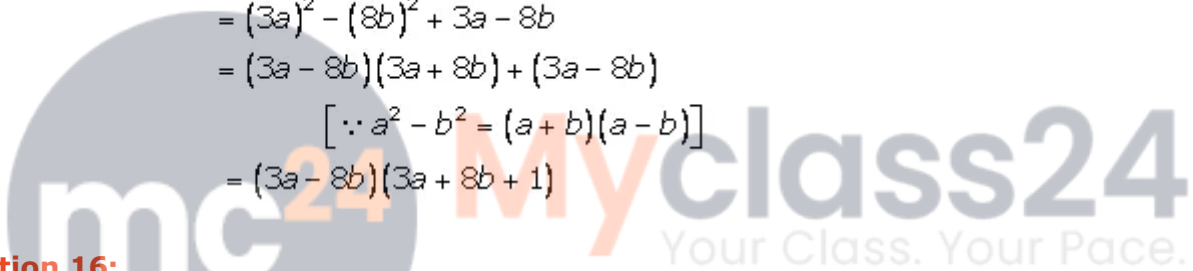 = (3a)² − (8b)² + 3a − 8b
= (3a − 8b)(3a + 8b) + (3a − 8b)
[∵ a² − b² = (a + b)(a − b)]
= (3a − 8b)(3a + 8b + 1)
mc24 Myclass24
Your Class. Your Pace.
tion 16: